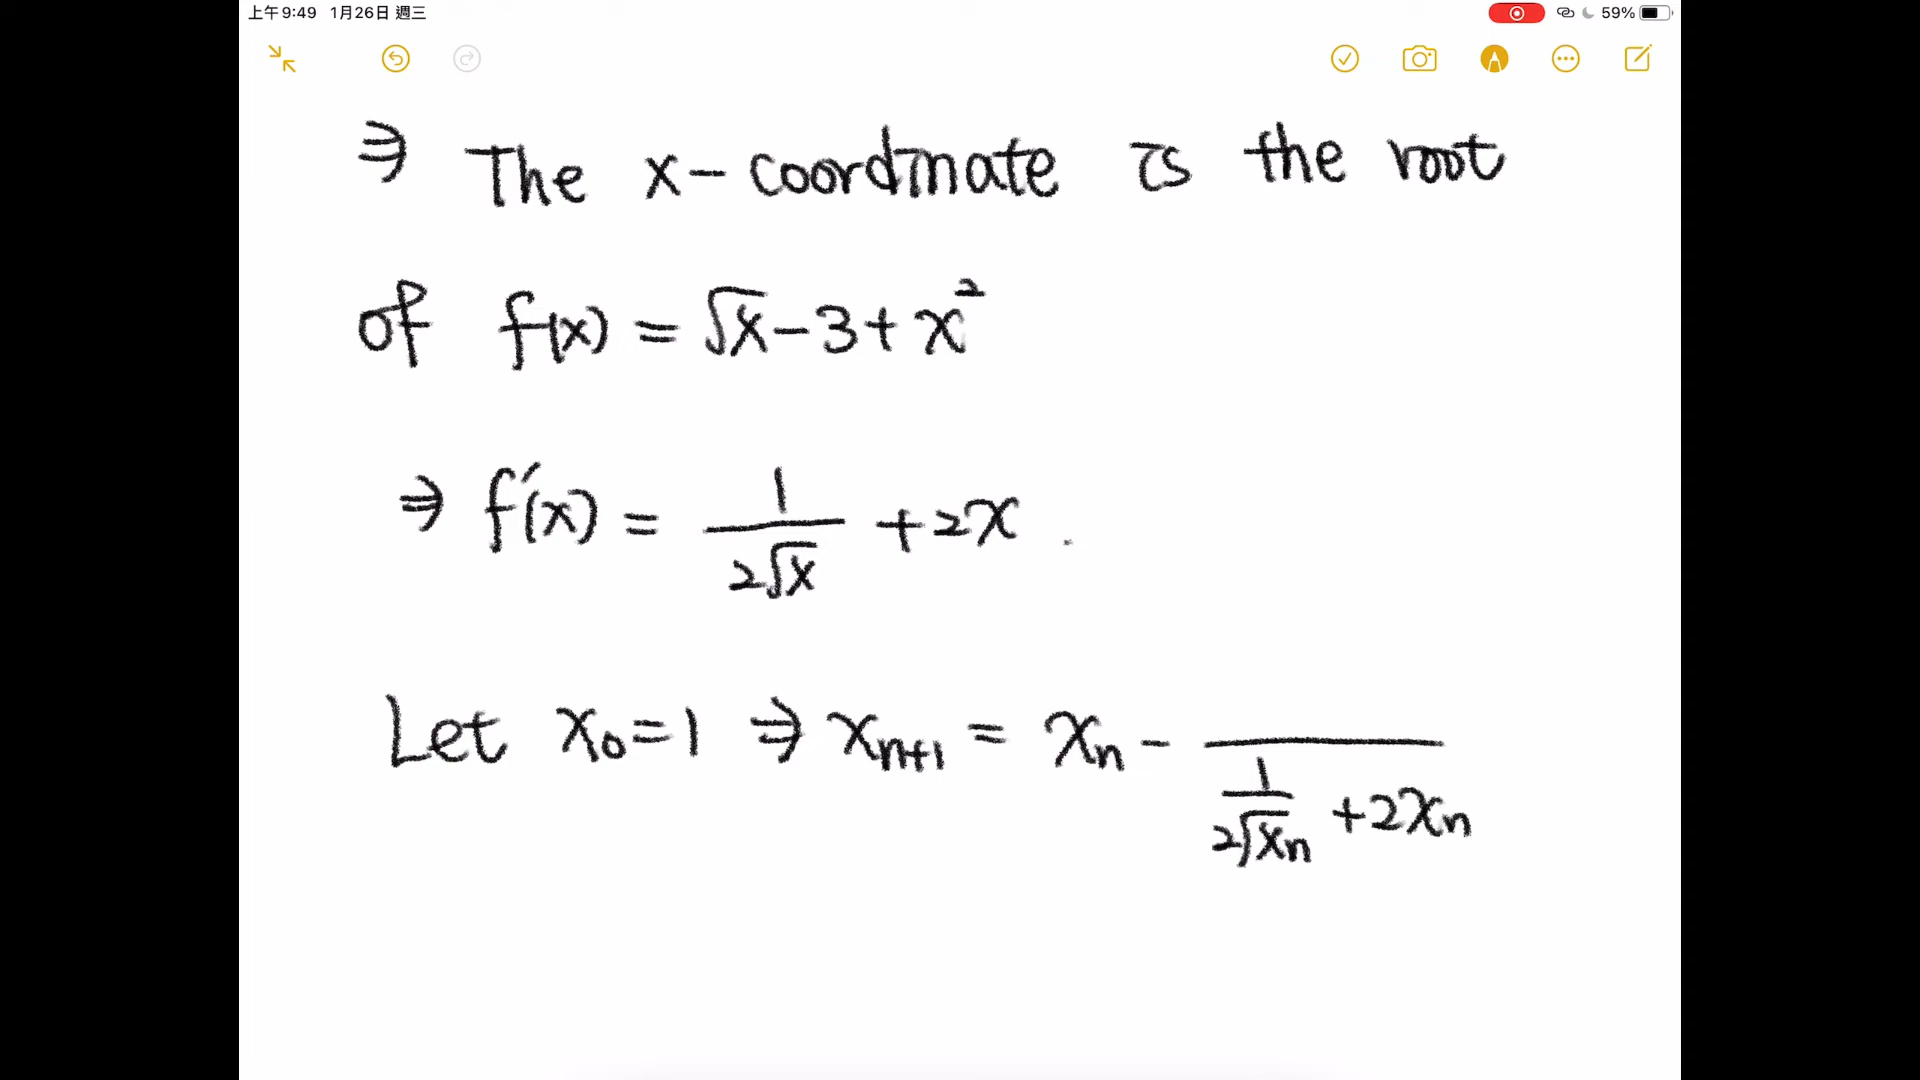 上午9:49 1月26日 週三 59%
⇒ The x-coordinate is the root
of f(x) = √x - 3 + x²
⇒ f'(x) = 1/(2√x) + 2x .
Let x₀ = 1 ⇒ xₙ₊₁ = xₙ - /(1/(2√xₙ) + 2xₙ)